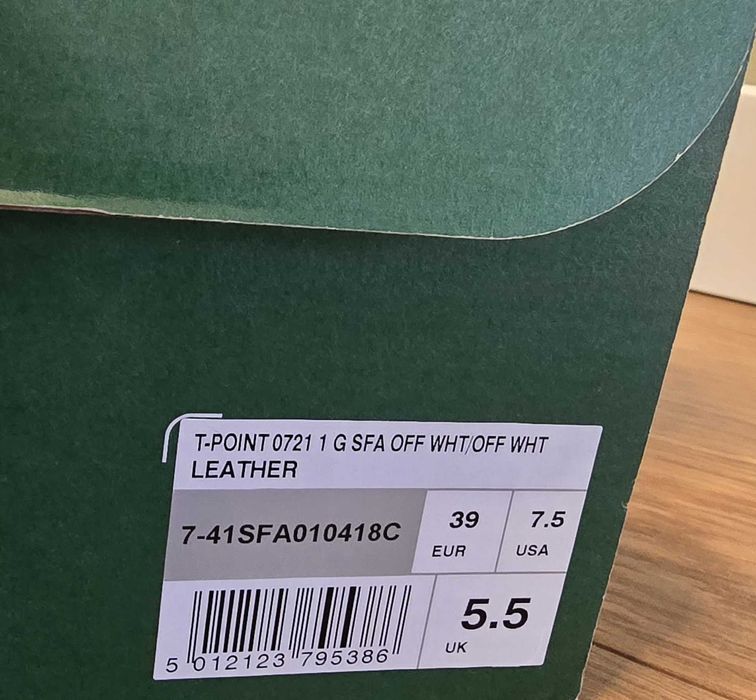 T-POINT 0721 1 G SFA OFF WHT/OFF WHT
LEATHER
7-41SFA010418C
39
EUR
7.5
USA
5 012123 795386
5.5
UK